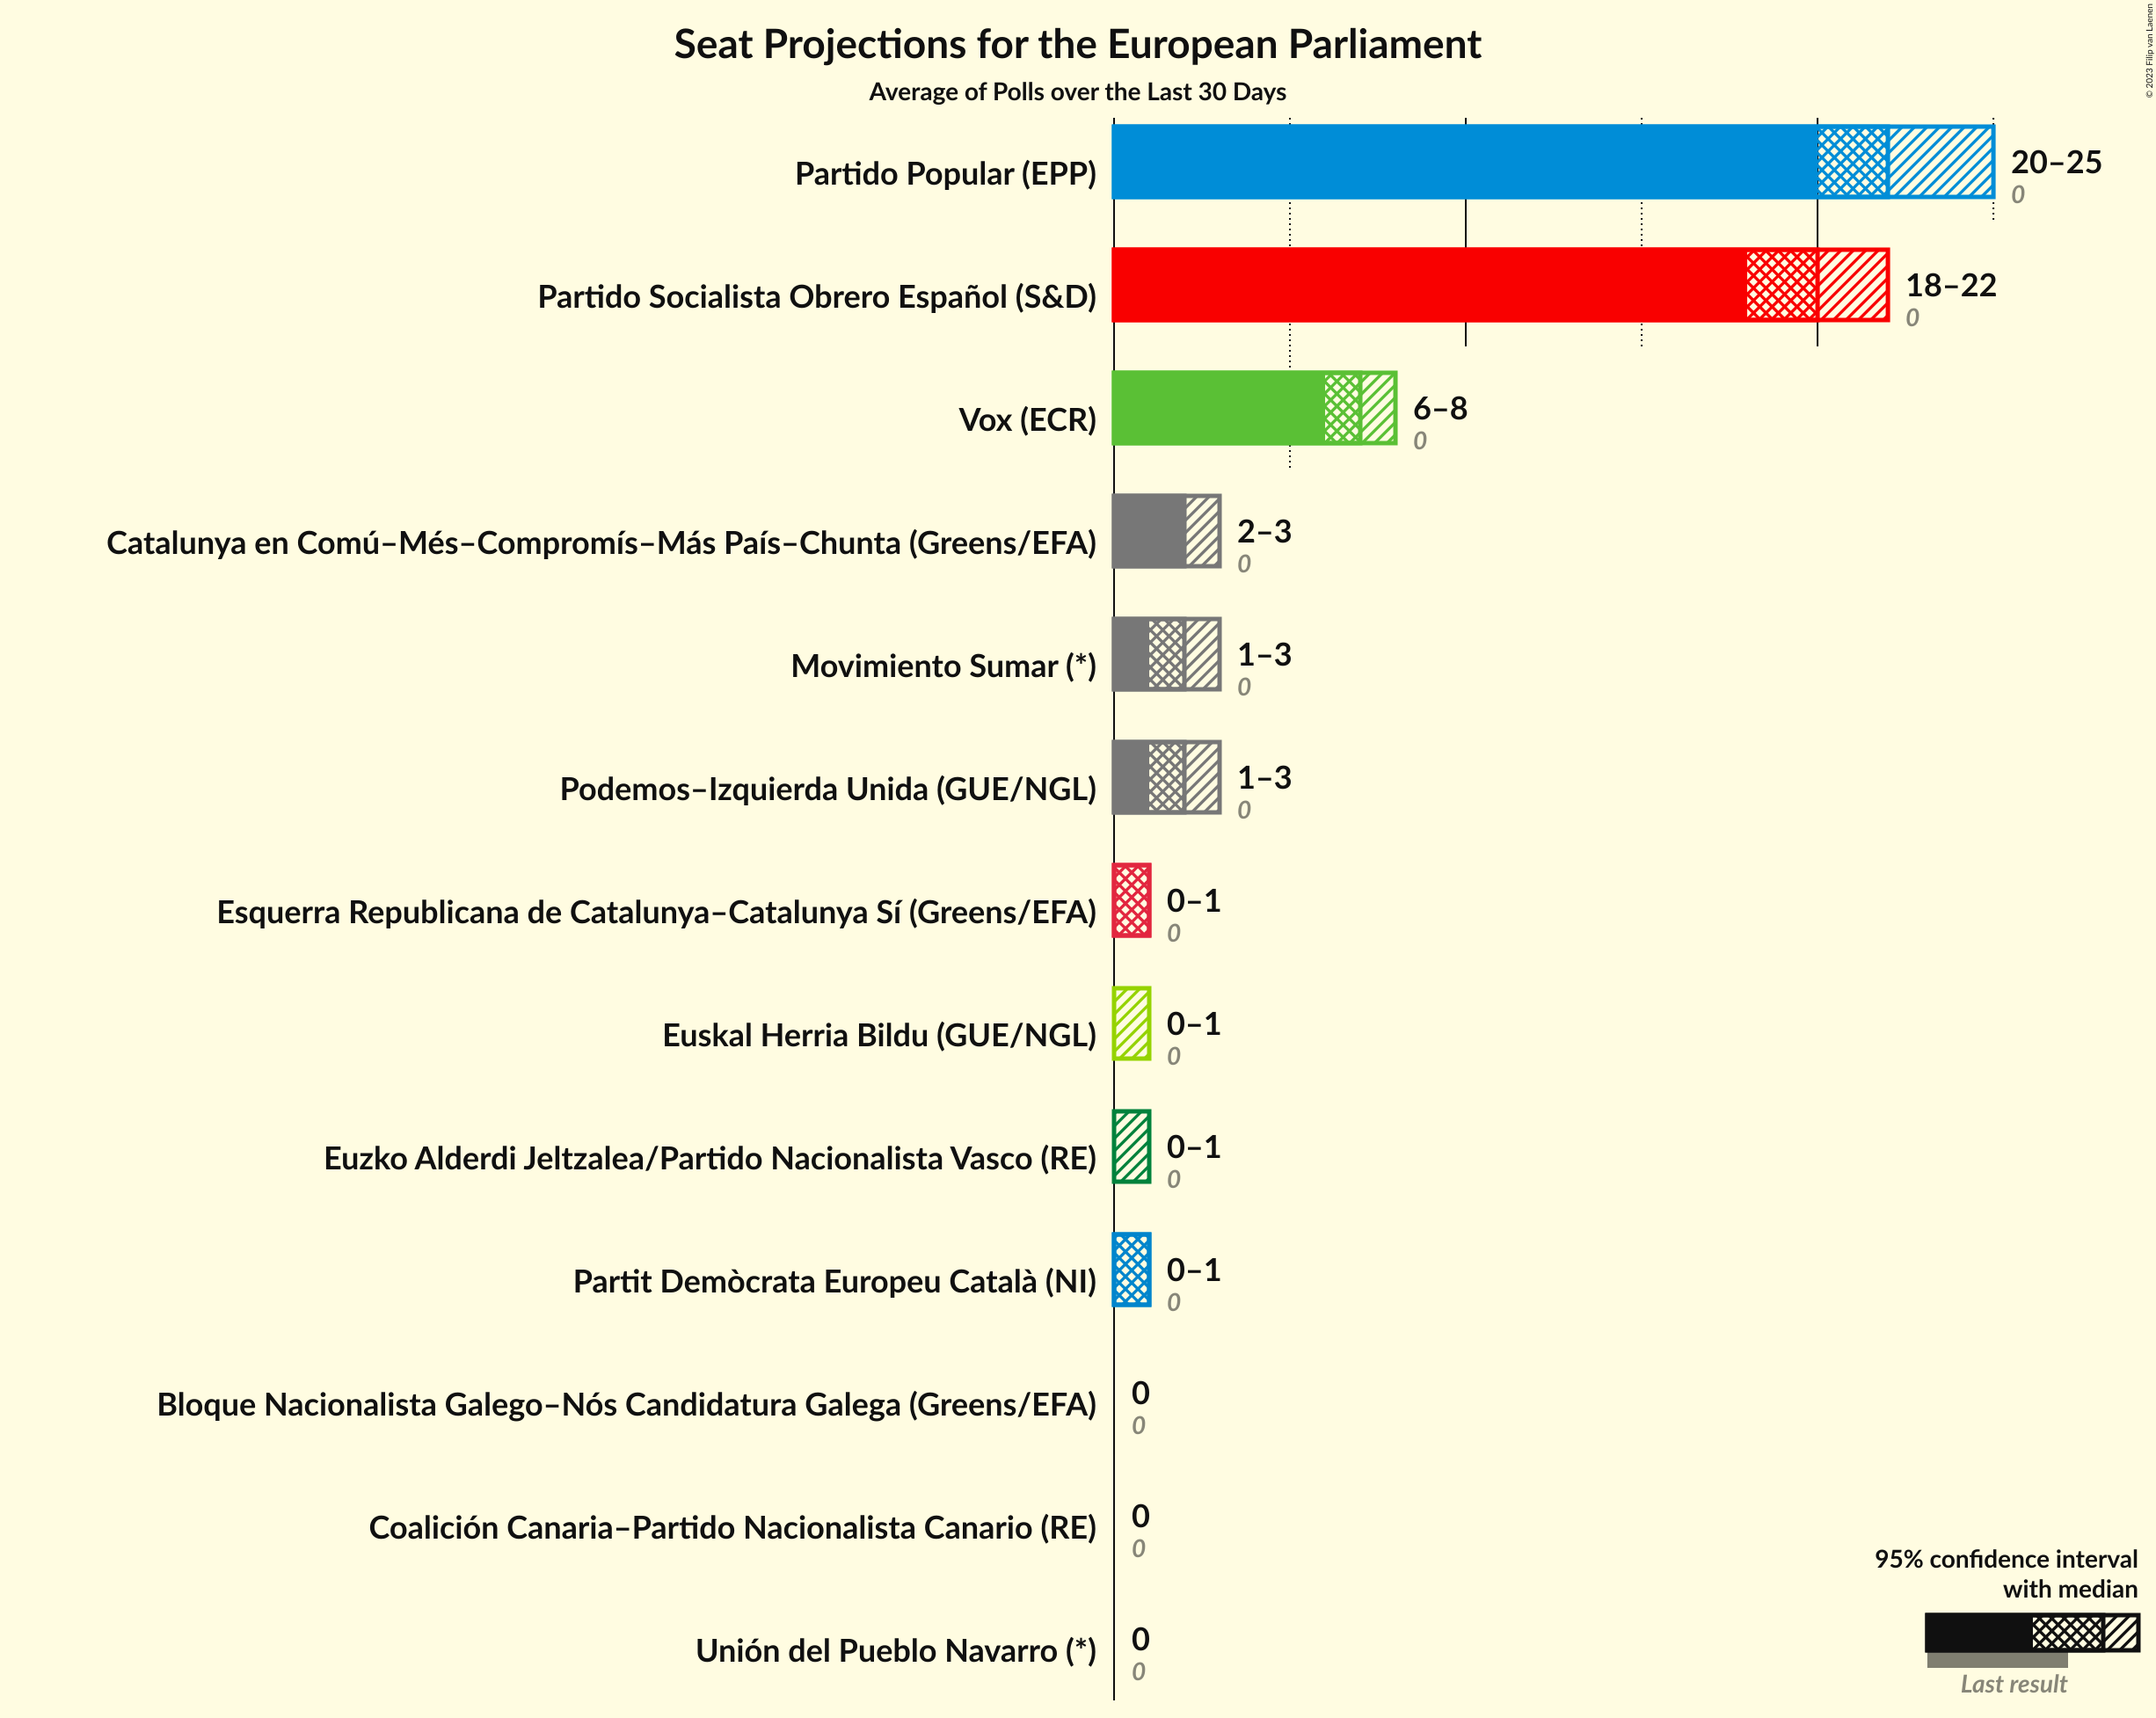 Seat Projections for the European Parliament
Average of Polls over the Last 30 Days
© 2023 Filip van Laenen
Partido Popular (EPP)
20–25
0
Partido Socialista Obrero Español (S&D)
18–22
0
Vox (ECR)
6–8
0
Catalunya en Comú–Més–Compromís–Más País–Chunta (Greens/EFA)
2–3
0
Movimiento Sumar (*)
1–3
0
Podemos–Izquierda Unida (GUE/NGL)
1–3
0
Esquerra Republicana de Catalunya–Catalunya Sí (Greens/EFA)
0–1
0
Euskal Herria Bildu (GUE/NGL)
0–1
0
Euzko Alderdi Jeltzalea/Partido Nacionalista Vasco (RE)
0–1
0
Partit Demòcrata Europeu Català (NI)
0–1
0
Bloque Nacionalista Galego–Nós Candidatura Galega (Greens/EFA)
0
0
Coalición Canaria–Partido Nacionalista Canario (RE)
0
0
Unión del Pueblo Navarro (*)
0
0
95% confidence interval
with median
Last result